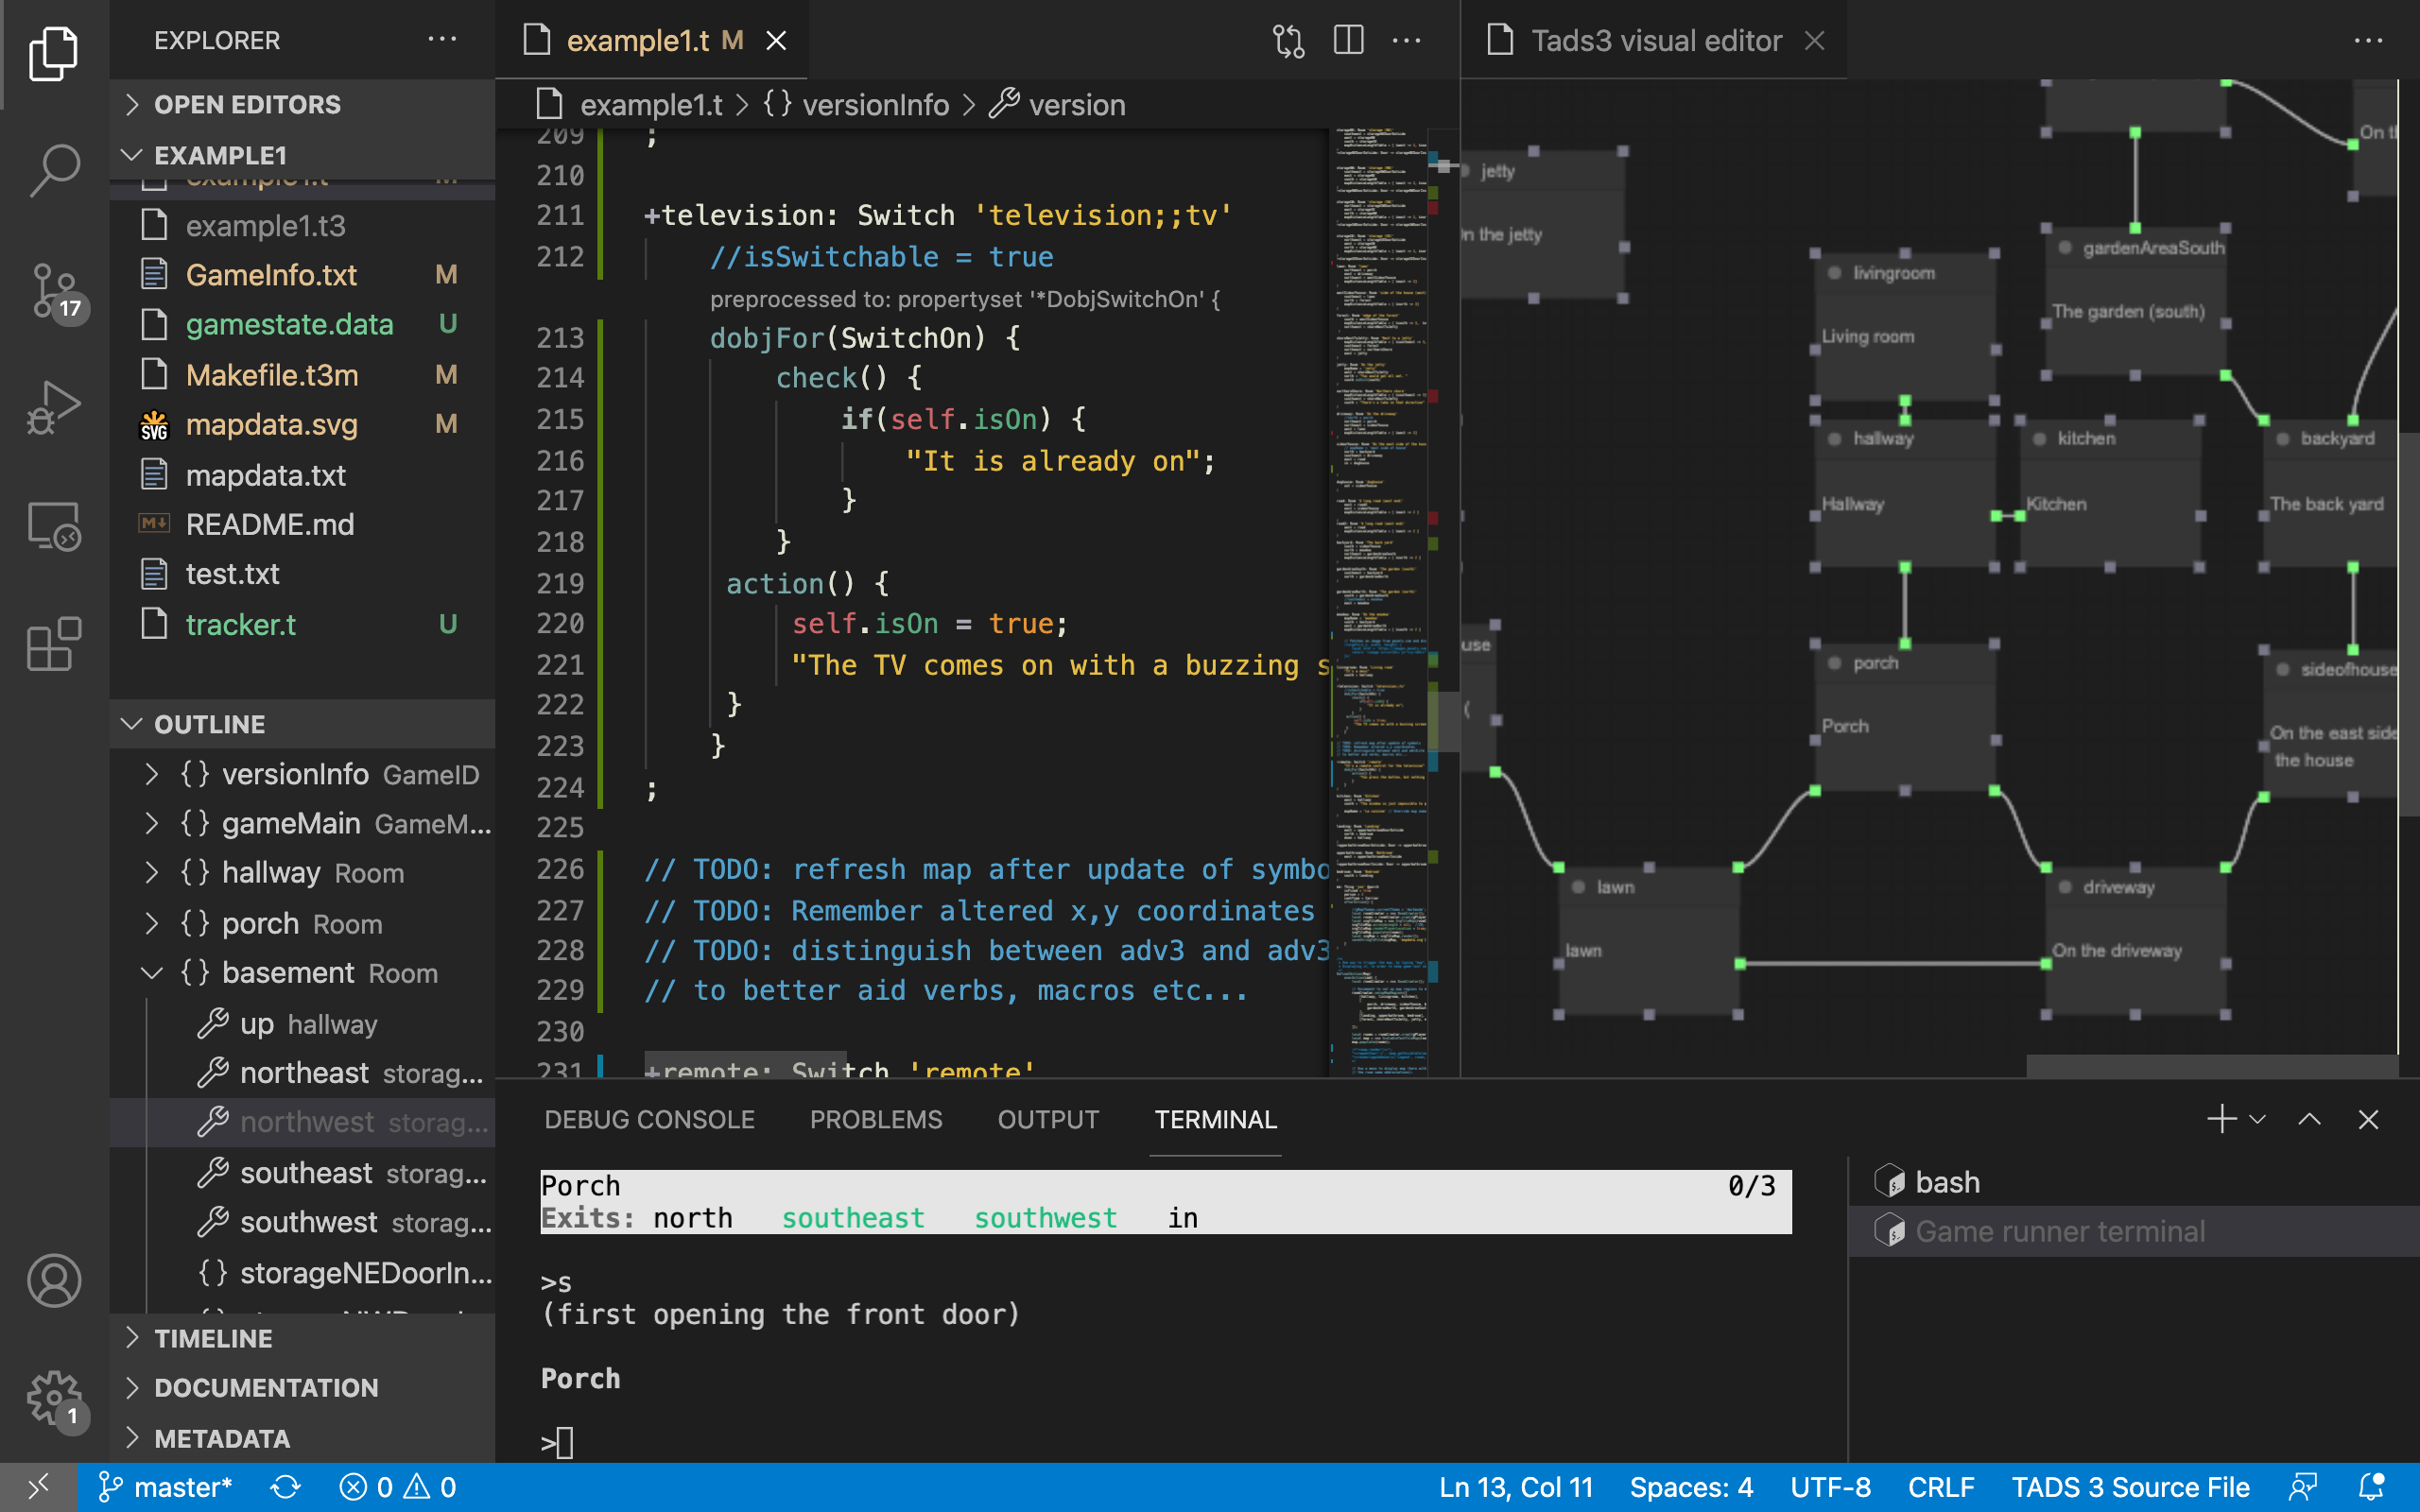 EXPLORER
OPEN EDITORS
EXAMPLE1
example1.t3
GameInfo.txt M
gamestate.data U
Makefile.t3m M
SVG mapdata.svg M
mapdata.txt
M↓ README.md
test.txt
tracker.t U
OUTLINE
{} versionInfo GameID
{} gameMain GameM...
{} hallway Room
{} porch Room
{} basement Room
up hallway
northeast storag...
northwest storag...
southeast storag...
southwest storag...
{} storageNEDoorIn...
TIMELINE
DOCUMENTATION
METADATA
17
1
example1.t M
example1.t > {} versionInfo > version
209 ;
210
211 +television: Switch 'television;;tv'
212 //isSwitchable = true
preprocessed to: propertyset '*DobjSwitchOn' {
213 dobjFor(SwitchOn) {
214 check() {
215 if(self.isOn) {
216 "It is already on";
217 }
218 }
219 action() {
220 self.isOn = true;
221 "The TV comes on with a buzzing s
222 }
223 }
224 ;
225
226 // TODO: refresh map after update of symbo
227 // TODO: Remember altered x,y coordinates
228 // TODO: distinguish between adv3 and adv3
229 // to better aid verbs, macros etc...
230
231 +remote: Switch 'remote'
Tads3 visual editor
jetty
n the jetty
livingroom
Living room
gardenAreaSouth
The garden (south)
On t
hallway
Hallway
kitchen
Kitchen
backyard
The back yard
use
(
porch
Porch
sideofhouse
On the east side
the house
lawn
lawn
driveway
On the driveway
DEBUG CONSOLE PROBLEMS OUTPUT TERMINAL
Porch 0/3
Exits: north southeast southwest in
>s
(first opening the front door)
Porch
>
bash
Game runner terminal
master* 0 0
Ln 13, Col 11 Spaces: 4 UTF-8 CRLF TADS 3 Source File